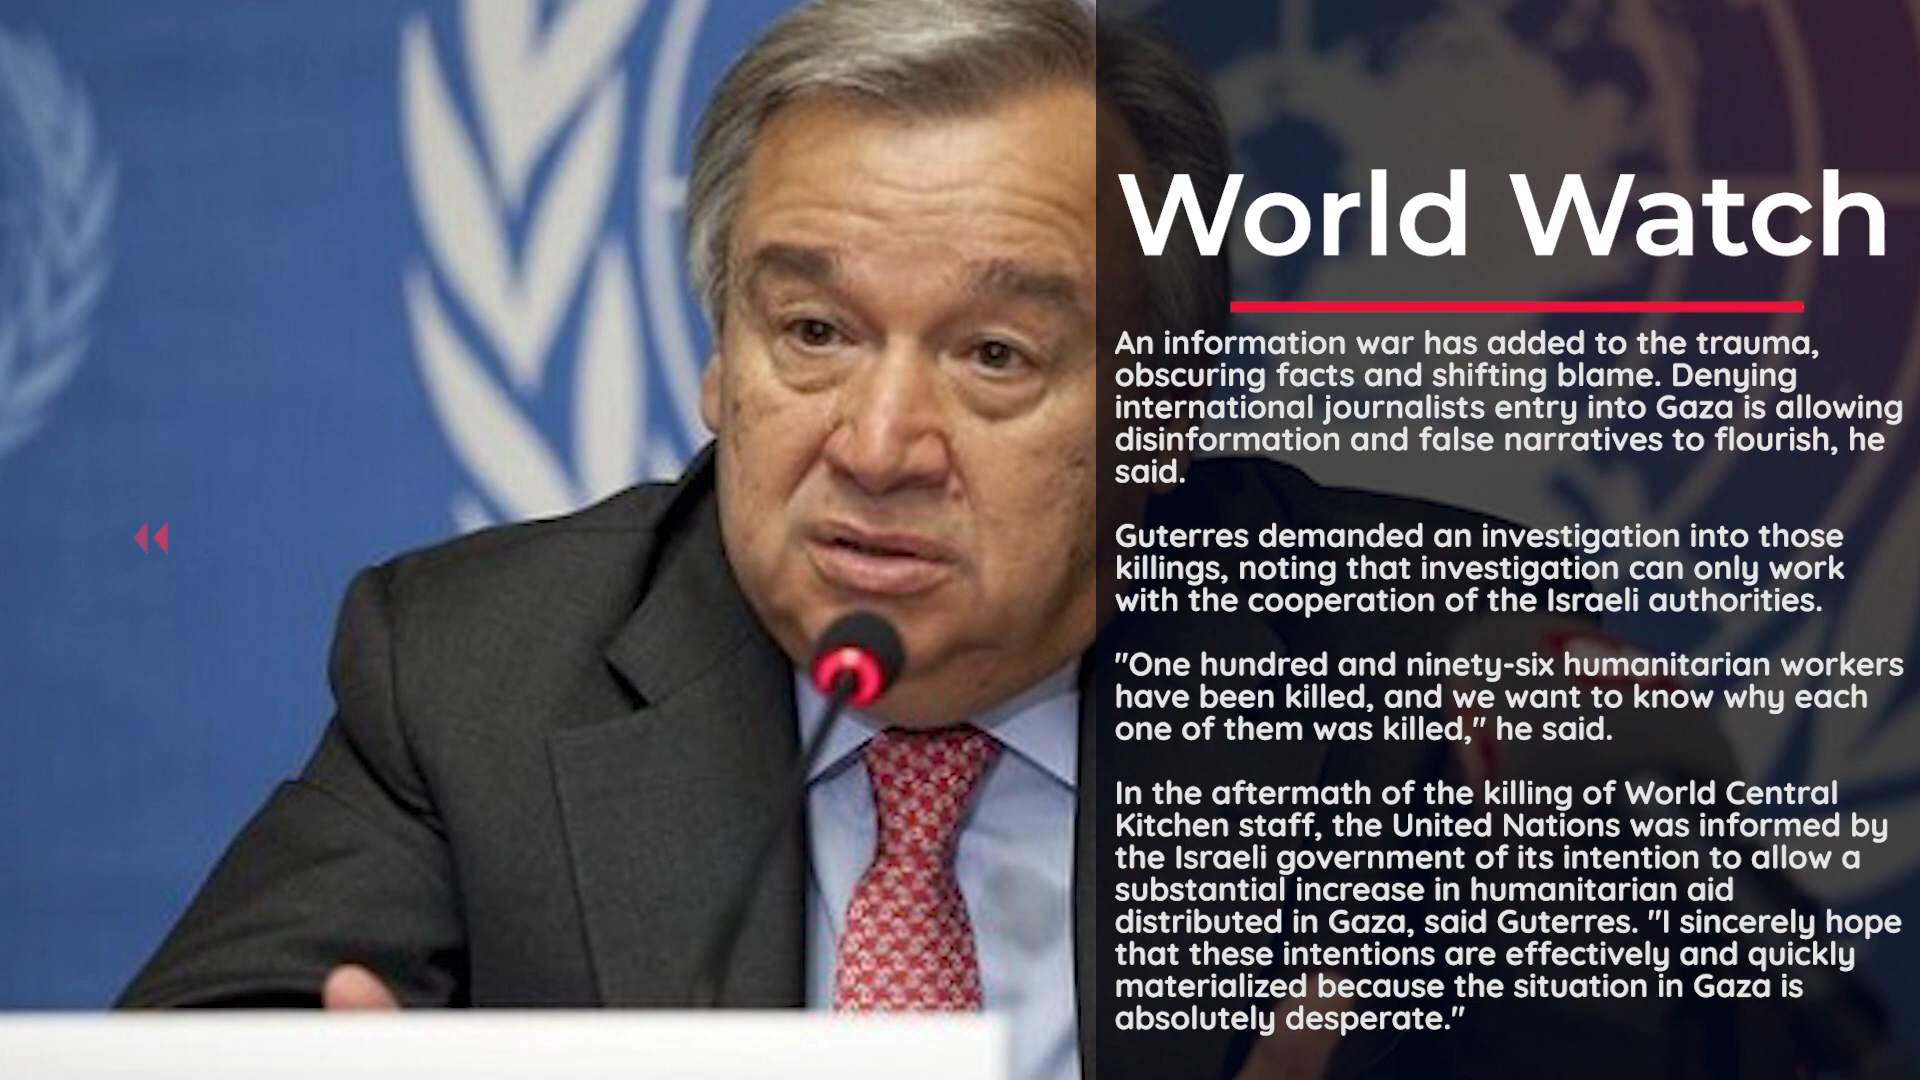 World Watch
An information war has added to the trauma,
obscuring facts and shifting blame. Denying
international journalists entry into Gaza is allowing
disinformation and false narratives to flourish, he
said.
Guterres demanded an investigation into those
killings, noting that investigation can only work
with the cooperation of the Israeli authorities.
"One hundred and ninety-six humanitarian workers
have been killed, and we want to know why each
one of them was killed," he said.
In the aftermath of the killing of World Central
Kitchen staff, the United Nations was informed by
the Israeli government of its intention to allow a
substantial increase in humanitarian aid
distributed in Gaza, said Guterres. "I sincerely hope
that these intentions are effectively and quickly
materialized because the situation in Gaza is
absolutely desperate."